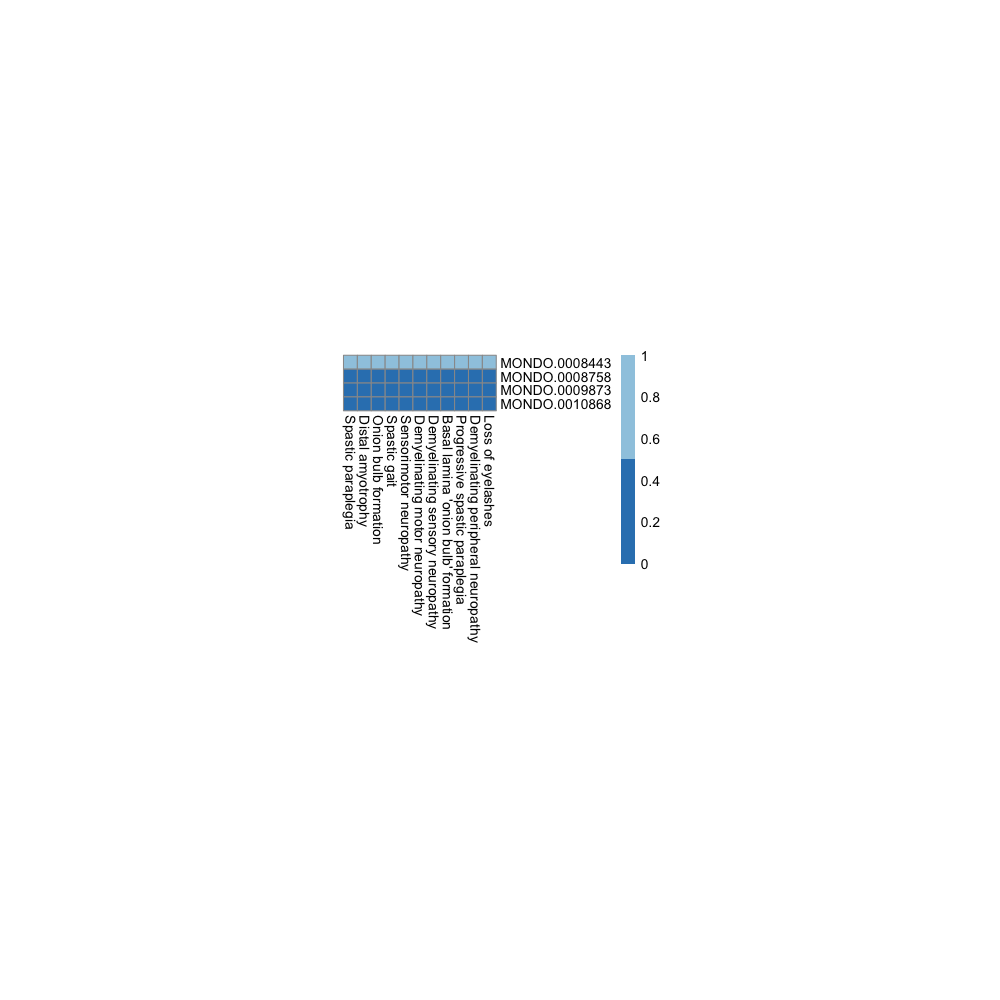 MONDO.0008443
MONDO.0008758
MONDO.0009873
MONDO.0010868
1
0.8
0.6
0.4
0.2
0
Spastic paraplegia
Distal amyotrophy
Onion bulb formation
Spastic gait
Sensorimotor neuropathy
Demyelinating motor neuropathy
Demyelinating sensory neuropathy
Basal lamina 'onion bulb' formation
Progressive spastic paraplegia
Demyelinating peripheral neuropathy
Loss of eyelashes